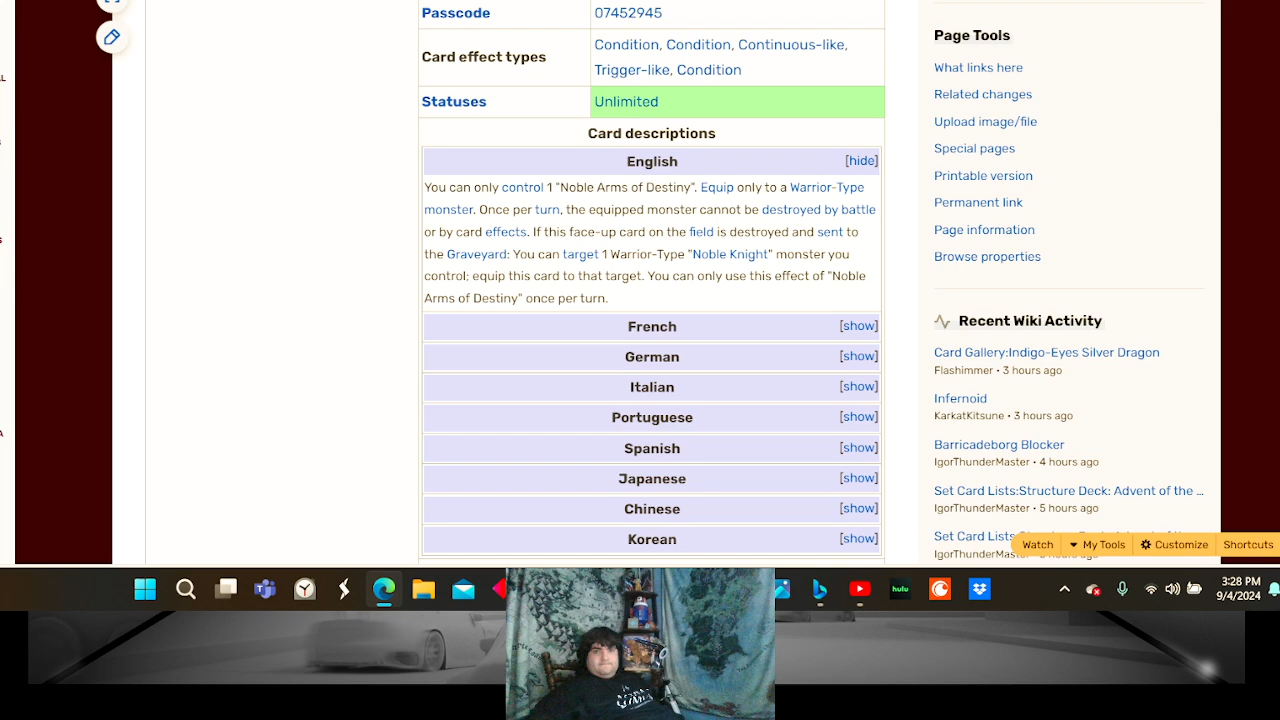 Passcode
07452945
Card effect types
Condition, Condition, Continuous-like,
Trigger-like, Condition
Statuses
Unlimited
Card descriptions
English
[hide]
You can only control 1 "Noble Arms of Destiny". Equip only to a Warrior-Type
monster. Once per turn, the equipped monster cannot be destroyed by battle
or by card effects. If this face-up card on the field is destroyed and sent to
the Graveyard: You can target 1 Warrior-Type "Noble Knight" monster you
control; equip this card to that target. You can only use this effect of "Noble
Arms of Destiny" once per turn.
French
[show]
German
[show]
Italian
[show]
Portuguese
[show]
Spanish
[show]
Japanese
[show]
Chinese
[show]
Korean
[show]
Page Tools
What links here
Related changes
Upload image/file
Special pages
Printable version
Permanent link
Page information
Browse properties
Recent Wiki Activity
Card Gallery:Indigo-Eyes Silver Dragon
Flashimmer • 3 hours ago
Infernoid
KarkatKitsune • 3 hours ago
Barricadeborg Blocker
IgorThunderMaster • 4 hours ago
Set Card Lists:Structure Deck: Advent of the ...
IgorThunderMaster • 5 hours ago
Set Card Lists
IgorThunderMaster
Watch
My Tools
Customize
Shortcuts
hulu
3:28 PM
9/4/2024